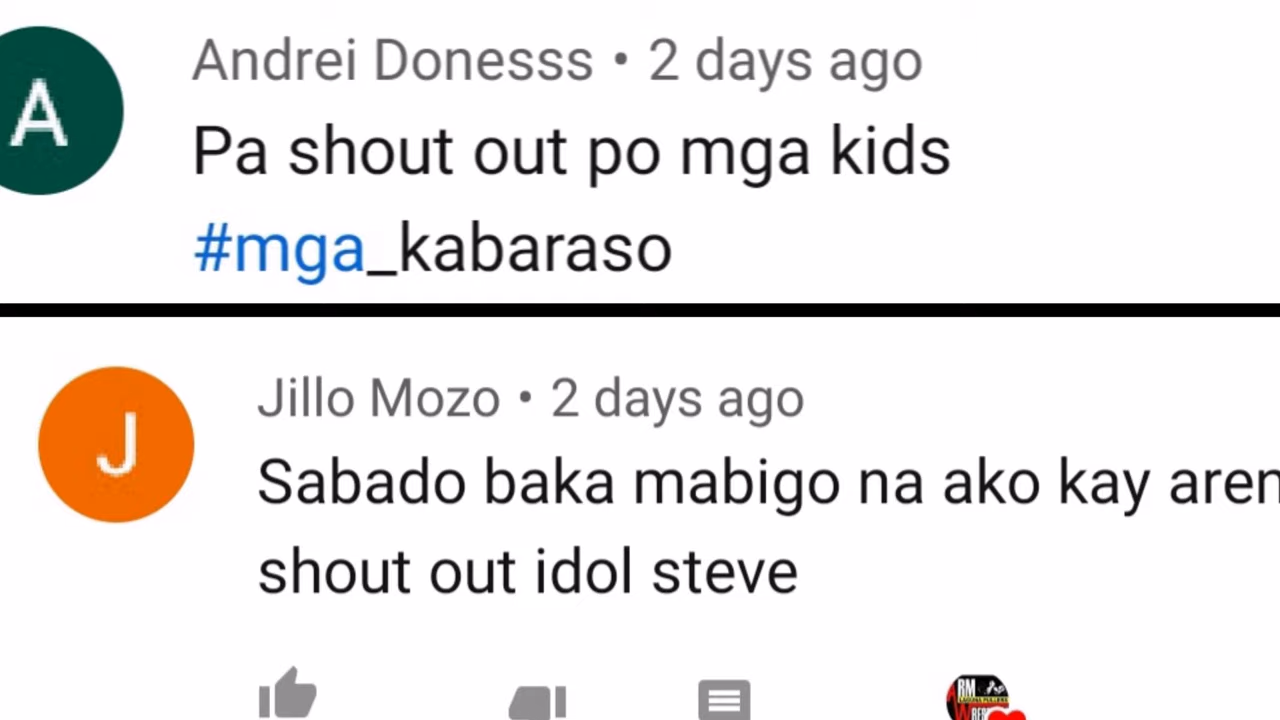 A
Andrei Donesss • 2 days ago
Pa shout out po mga kids
#mga_kabaraso
J
Jillo Mozo • 2 days ago
Sabado baka mabigo na ako kay
shout out idol steve
ARM